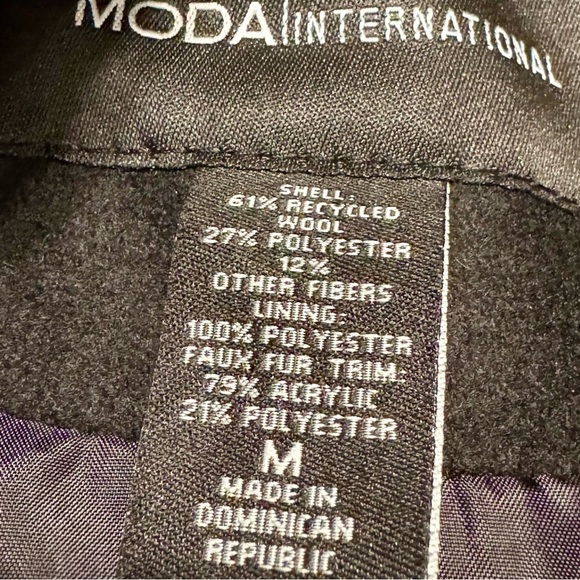 MODA|INTERNATIONAL
SHELL
61% RECYCLED
WOOL
27% POLYESTER
12%
OTHER FIBERS
LINING:
100% POLYESTER
FAUX FUR TRIM:
79% ACRYLIC
21% POLYESTER
M
MADE IN
DOMINICAN
REPUBLIC